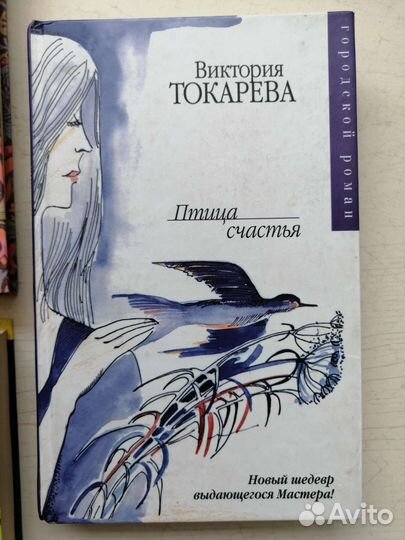 Виктория
ТОКАРЕВА
городской роман
Птица
счастья
Новый шедевр
выдающегося Мастера!
Avito